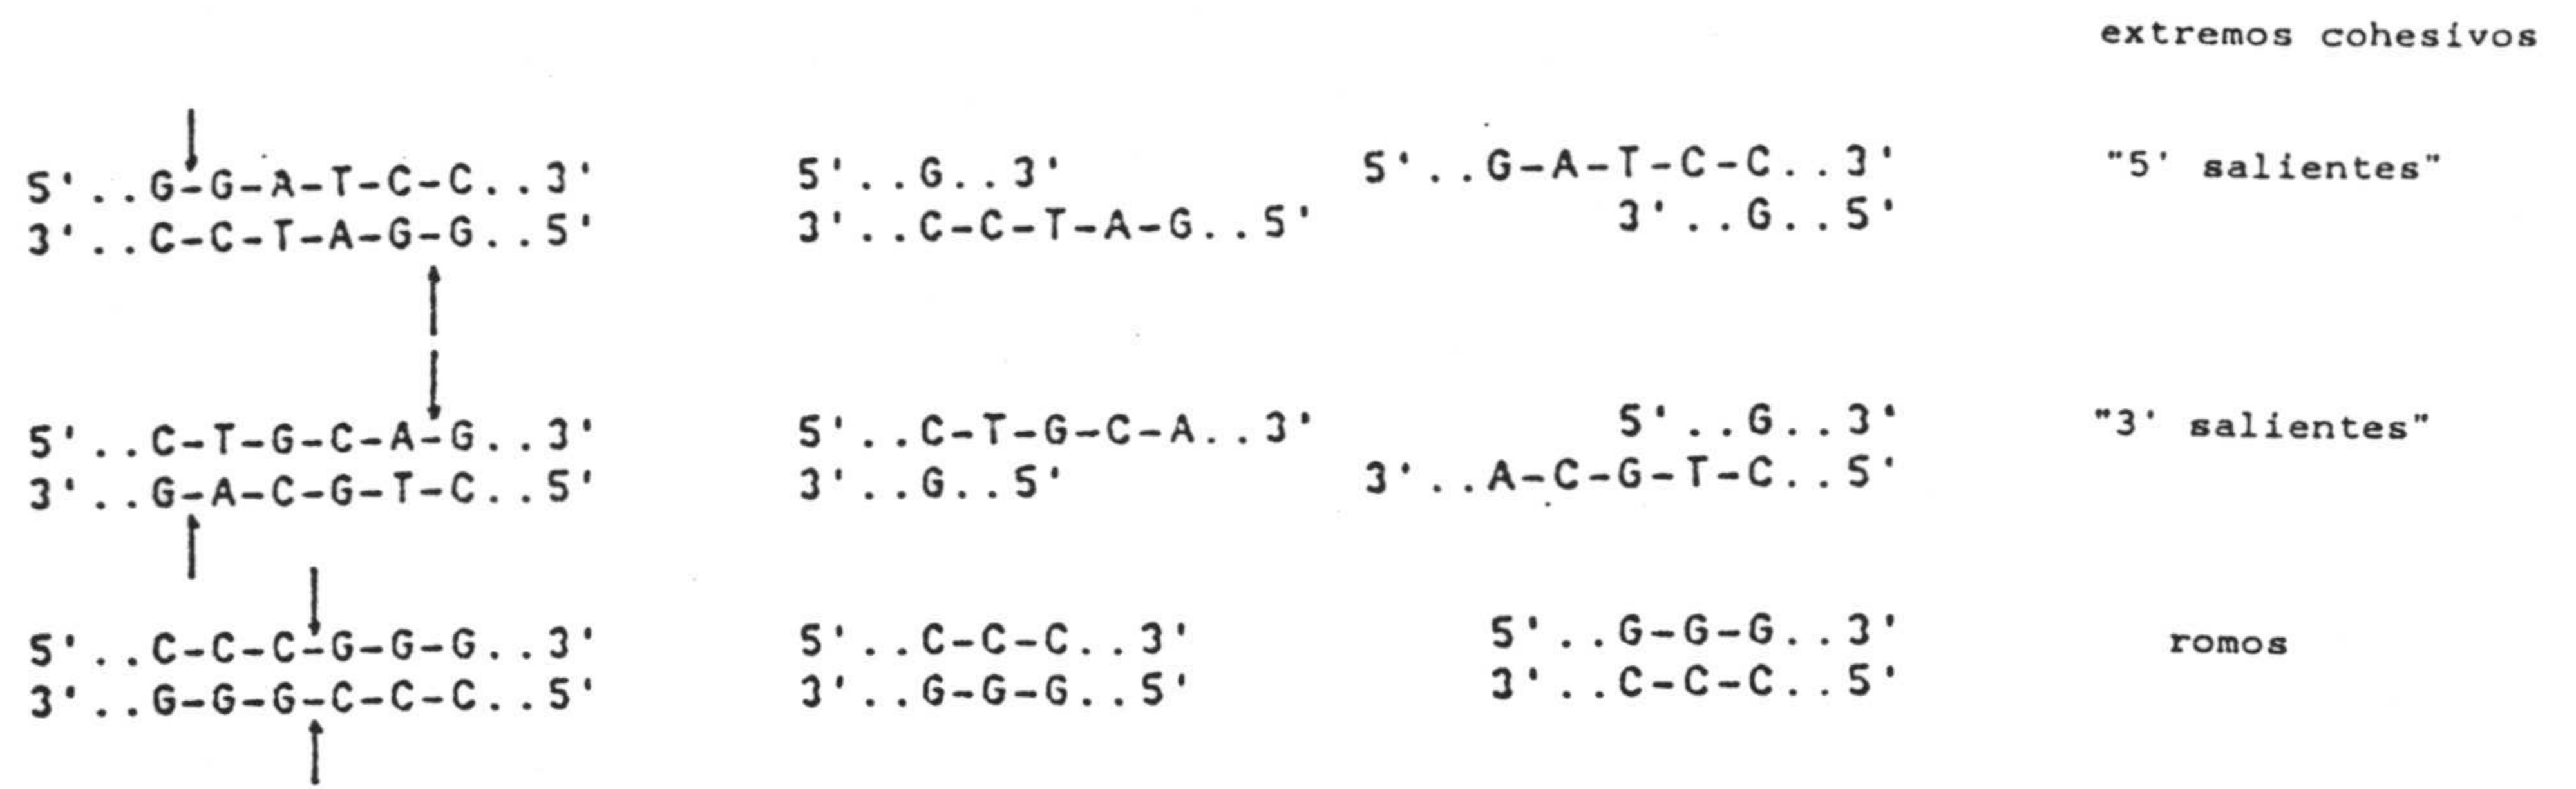 extremos cohesivos
5'..G-G-A-T-C-C..3' 5'..G..3' 5'..G-A-T-C-C..3' "5' salientes"
3'..C-C-T-A-G-G..5' 3'..C-C-T-A-G..5' 3'..G..5'
5'..C-T-G-C-A-G..3' 5'..C-T-G-C-A..3' 5'..G..3' "3' salientes"
3'..G-A-C-G-T-C..5' 3'..G..5' 3'..A-C-G-T-C..5'
5'..C-C-C-G-G-G..3' 5'..C-C-C..3' 5'..G-G-G..3' romos
3'..G-G-G-C-C-C..5' 3'..G-G-G..5' 3'..C-C-C..5'